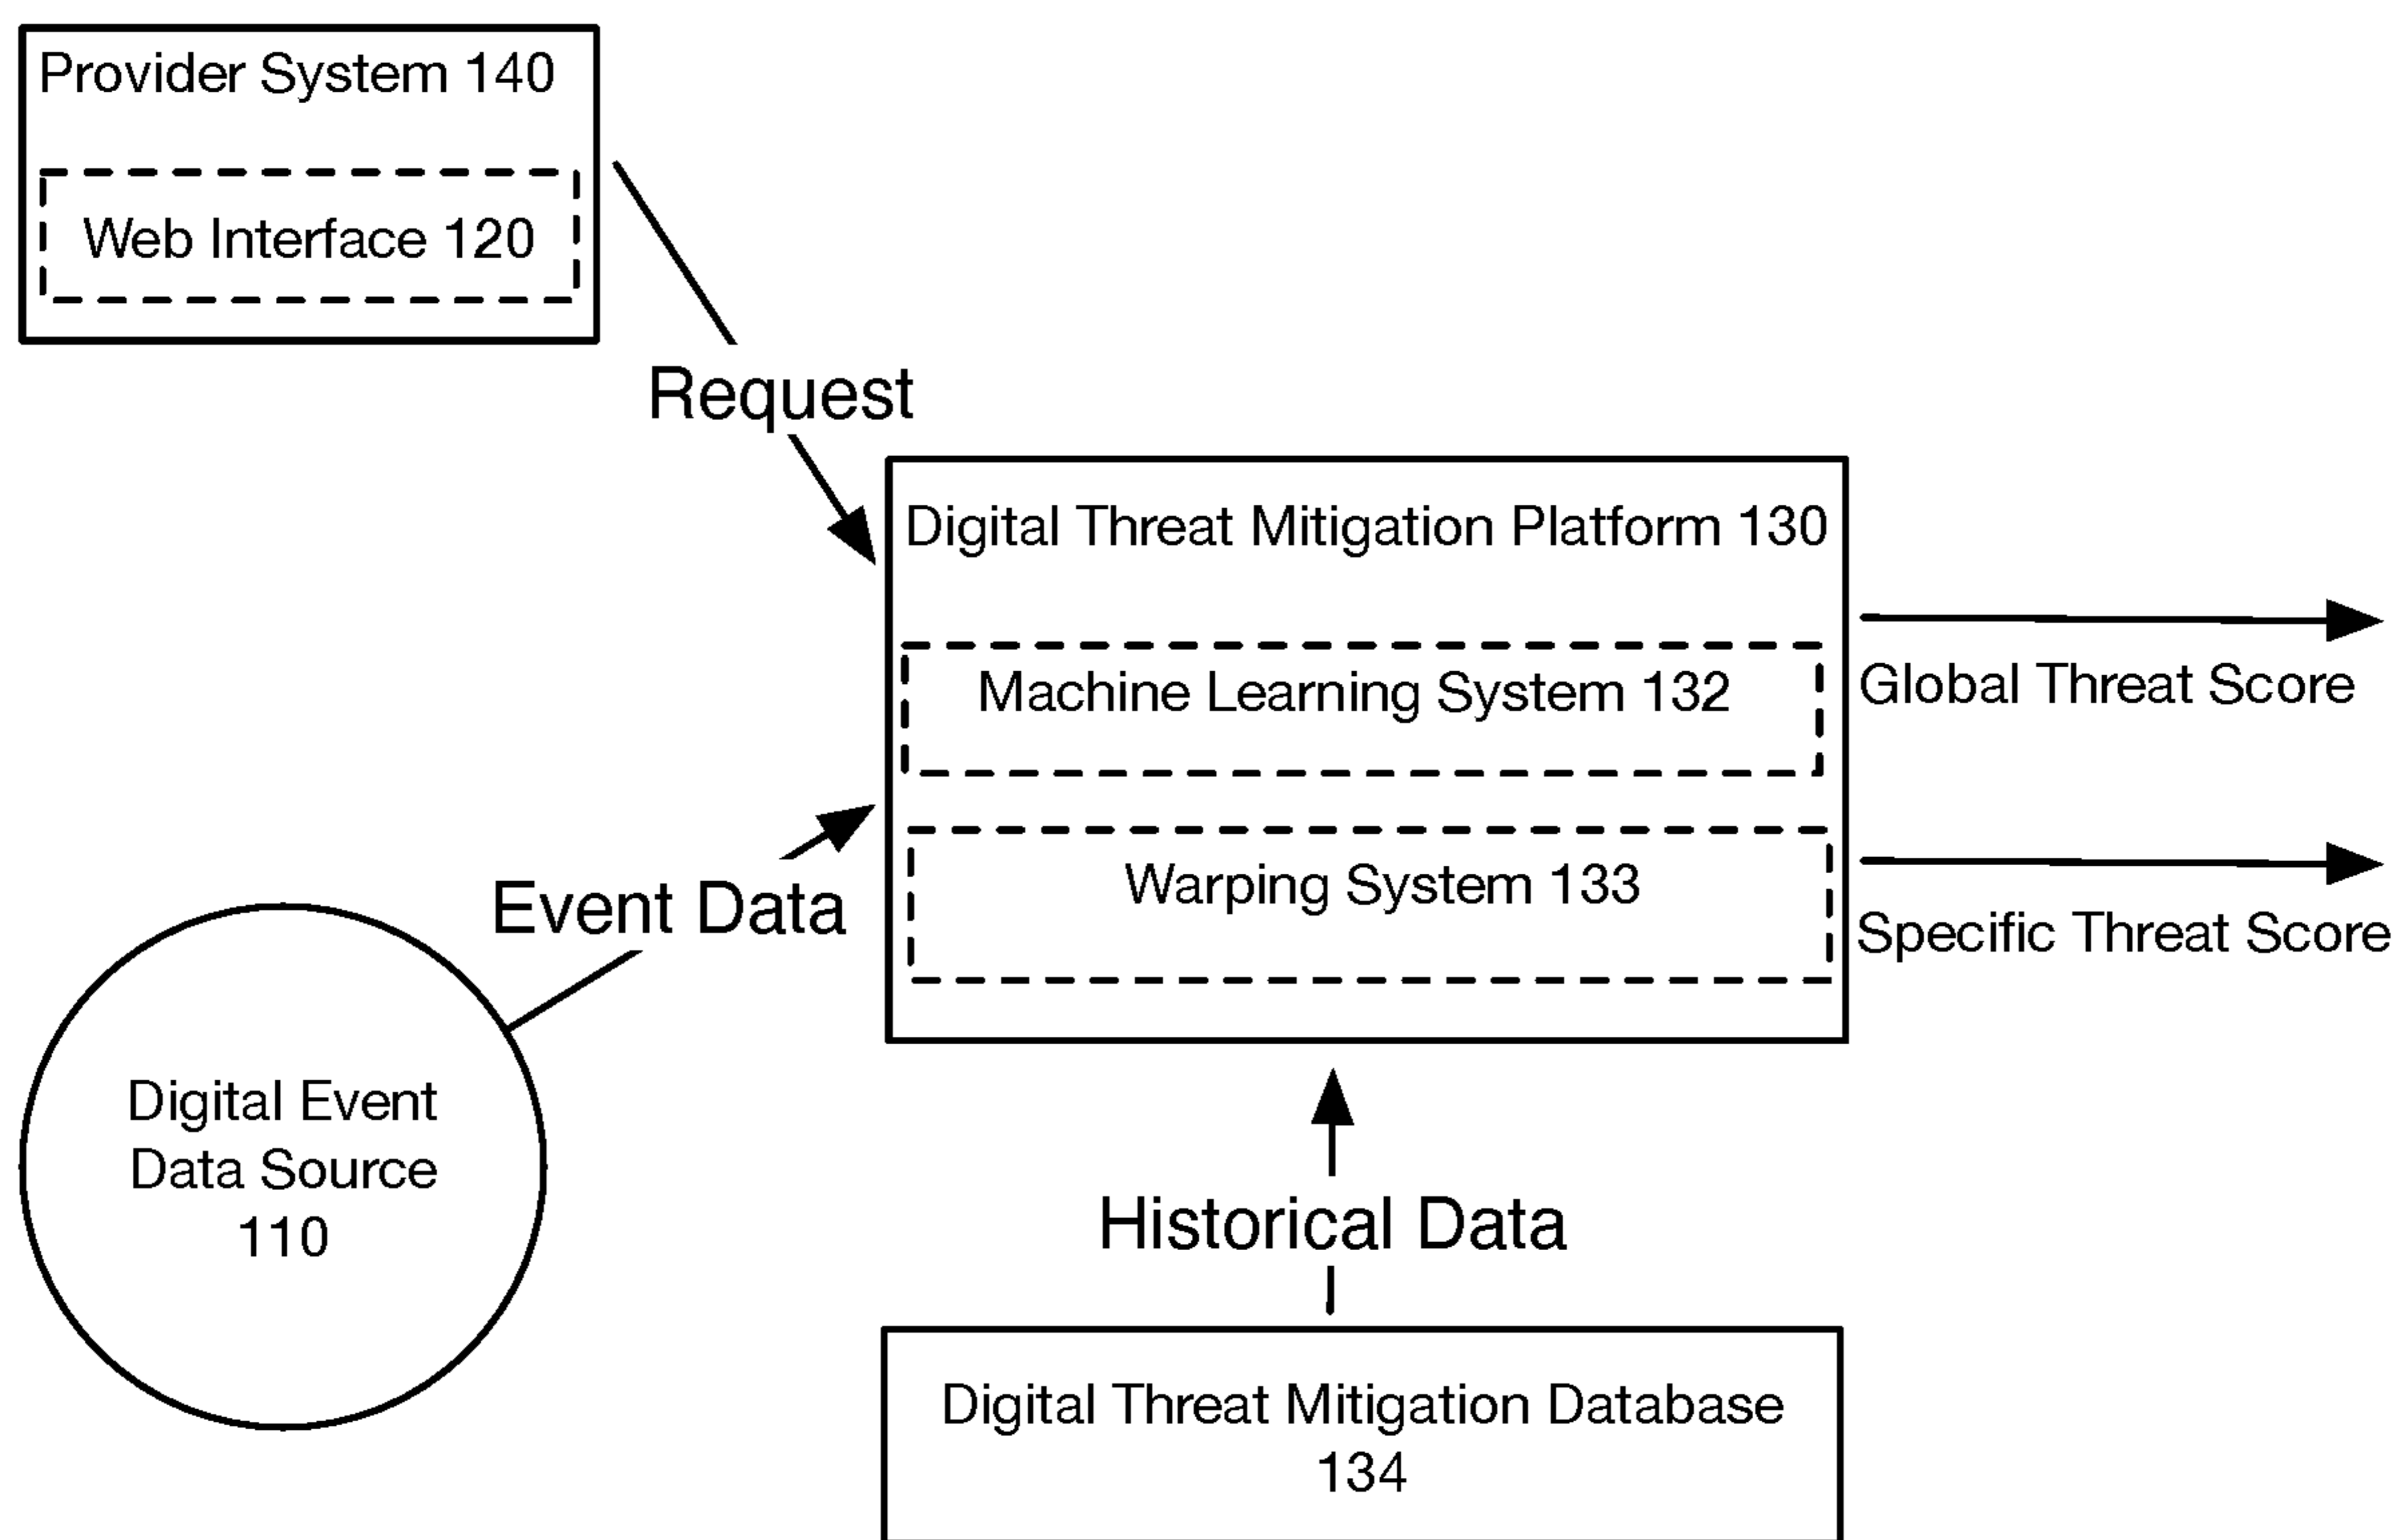 Provider System 140
Web Interface 120
Request
Digital Threat Mitigation Platform 130
Machine Learning System 132
Global Threat Score
Warping System 133
Specific Threat Score
Event Data
Digital Event
Data Source
110
Historical Data
Digital Threat Mitigation Database
134